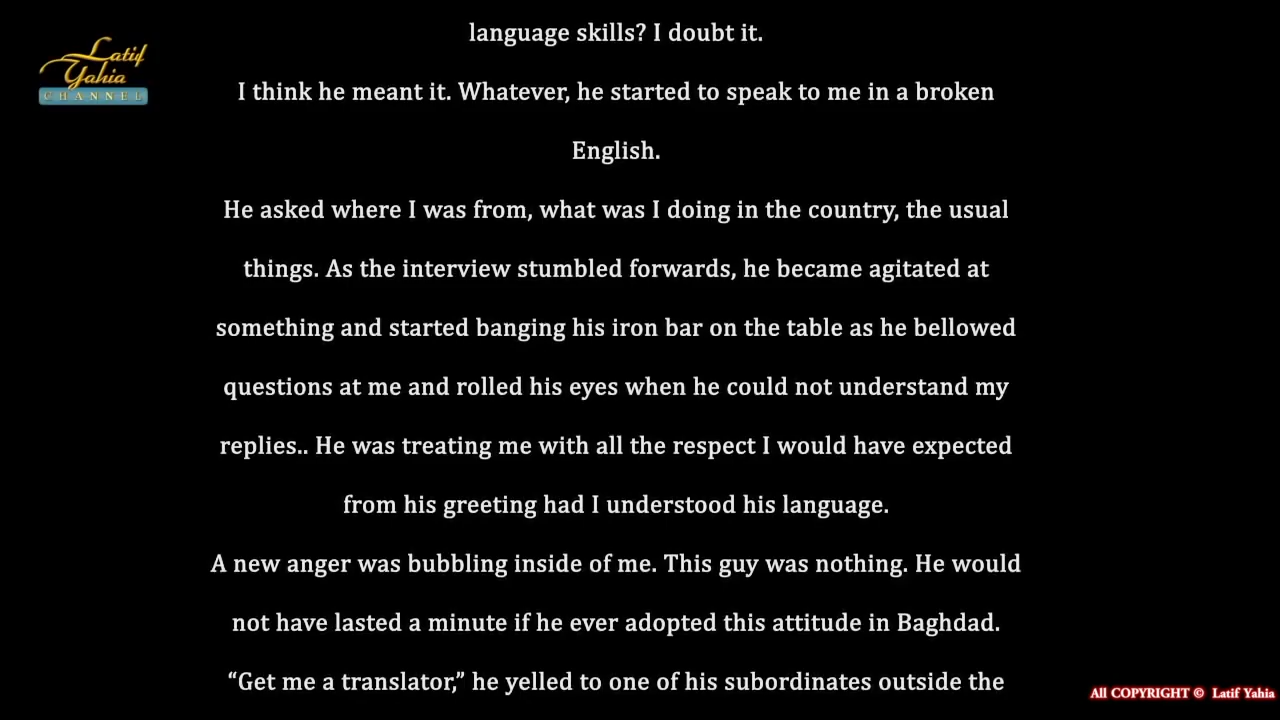 Latif
Yahia
CHANNEL
language skills? I doubt it.
I think he meant it. Whatever, he started to speak to me in a broken
English.
He asked where I was from, what was I doing in the country, the usual
things. As the interview stumbled forwards, he became agitated at
something and started banging his iron bar on the table as he bellowed
questions at me and rolled his eyes when he could not understand my
replies.. He was treating me with all the respect I would have expected
from his greeting had I understood his language.
A new anger was bubbling inside of me. This guy was nothing. He would
not have lasted a minute if he ever adopted this attitude in Baghdad.
“Get me a translator,” he yelled to one of his subordinates outside the
All COPYRIGHT © Latif Yahia